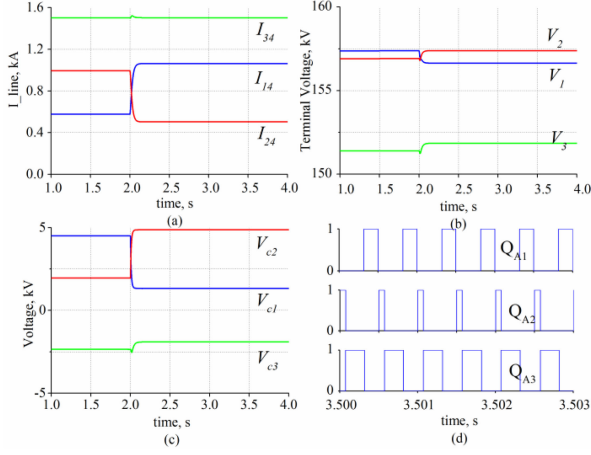 (a)
1.6
1.2
0.8
0.4
0.0
I_line, kA
I34
I14
I24
1.0 1.5 2.0 2.5 3.0 3.5 4.0
time, s
(a)
160
155
150
Terminal Voltage, kV
V2
V1
V3
1.0 1.5 2.0 2.5 3.0 3.5 4.0
time, s
(b)
5
0
-5
Voltage, kV
Vc2
Vc1
Vc3
1.0 1.5 2.0 2.5 3.0 3.5 4.0
time, s
(c)
1
0
QA1
1
0
QA2
1
0
QA3
3.500 3.501 3.502 3.503
time, s
(d)